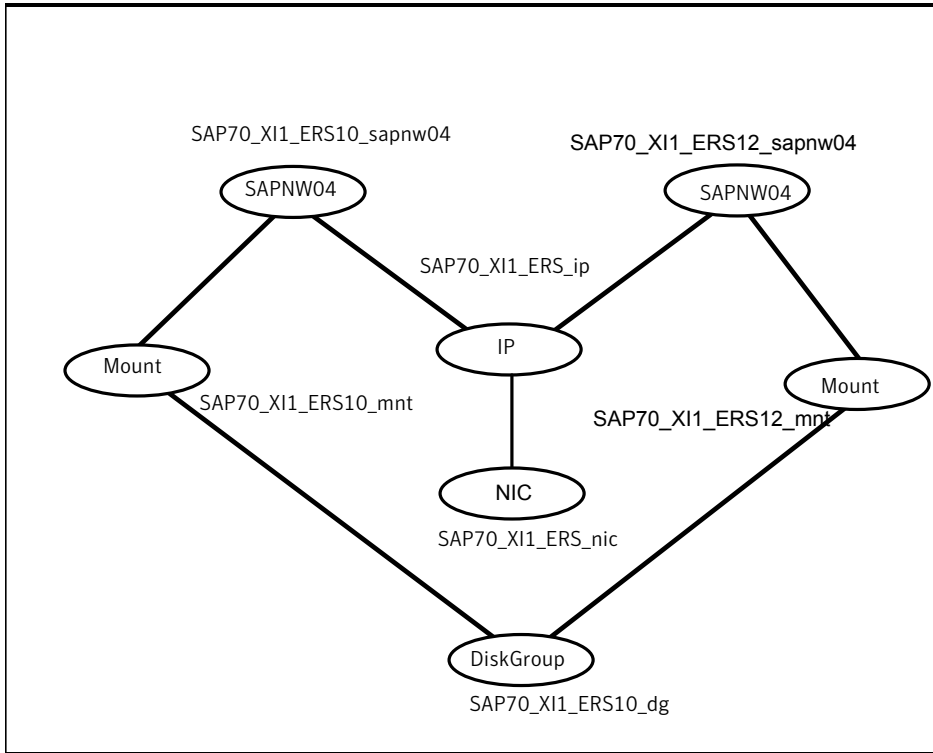 SAP70_XI1_ERS10_sapnw04
SAP70_XI1_ERS12_sapnw04
SAPNW04
SAPNW04
SAP70_XI1_ERS_ip
IP
Mount
Mount
SAP70_XI1_ERS10_mnt
SAP70_XI1_ERS12_mnt
NIC
SAP70_XI1_ERS_nic
DiskGroup
SAP70_XI1_ERS10_dg